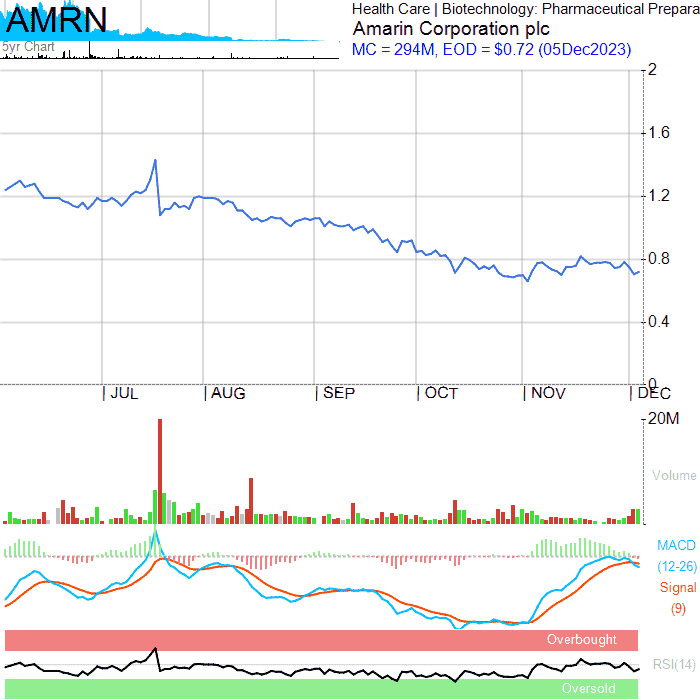 AMRN
5yr Chart
Health Care | Biotechnology: Pharmaceutical Prepara
Amarin Corporation plc
MC = 294M, EOD = $0.72 (05Dec2023)
2
1.6
1.2
0.8
0.4
0
JUL AUG SEP OCT NOV DEC
20M
Volume
MACD
(12-26)
Signal
(9)
Overbought
RSI(14)
Oversold